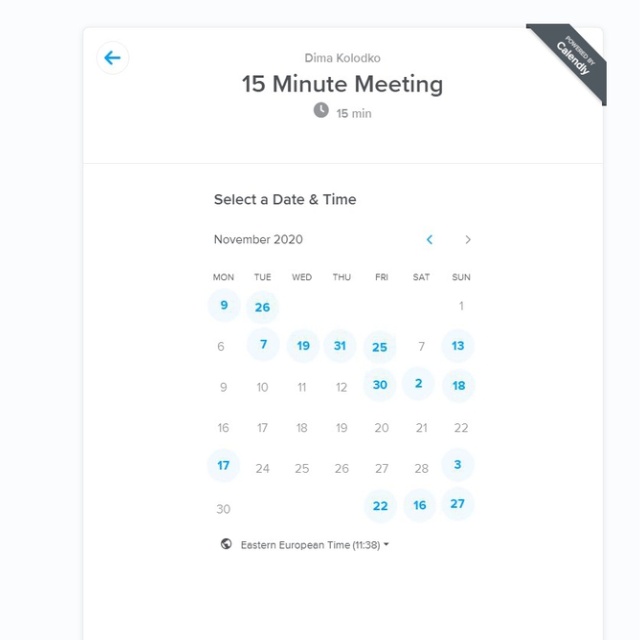 POWERED BY
Calendly
Dima Kolodko
15 Minute Meeting
15 min
Select a Date & Time
November 2020
MON TUE WED THU FRI SAT SUN
9 26 1
6 7 19 31 25 7 13
9 10 11 12 30 2 18
16 17 18 19 20 21 22
17 24 25 26 27 28 3
30 22 16 27
Eastern European Time (11:38)